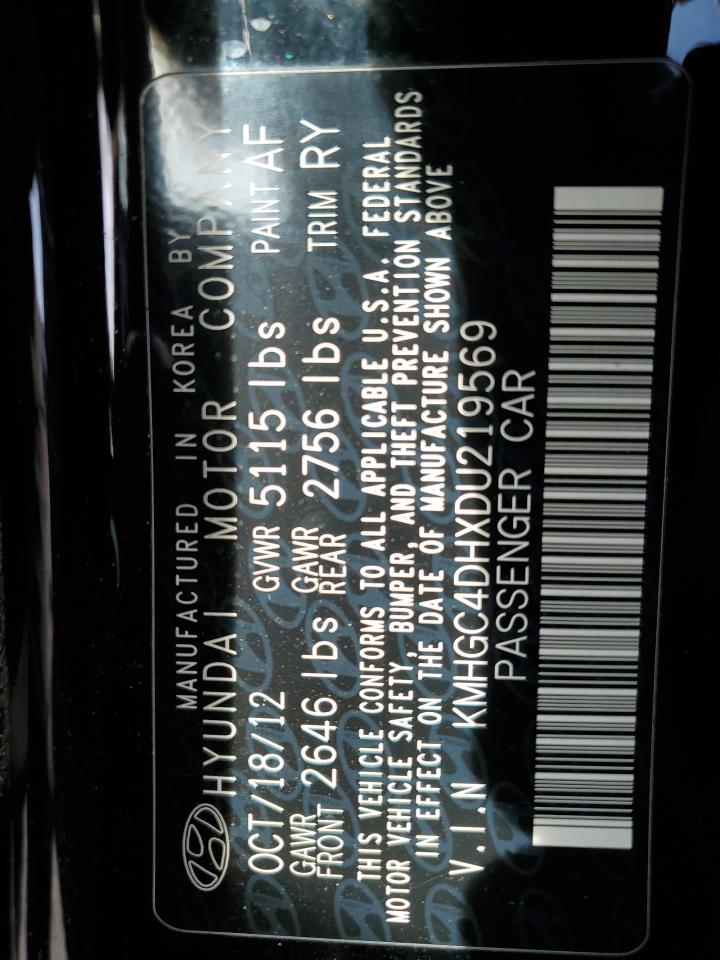 MANUFACTURED IN KOREA BY
HYUNDAI MOTOR COMPANY
OCT/18/12 GVWR 5115 lbs PAINT AF
GAWR FRONT 2646 lbs GAWR REAR 2756 lbs TRIM RY
THIS VEHICLE CONFORMS TO ALL APPLICABLE U.S.A. FEDERAL
MOTOR VEHICLE SAFETY, BUMPER, AND THEFT PREVENTION STANDARDS
IN EFFECT ON THE DATE OF MANUFACTURE SHOWN ABOVE
V.I.N KMHGC4DHXDU219569
PASSENGER CAR